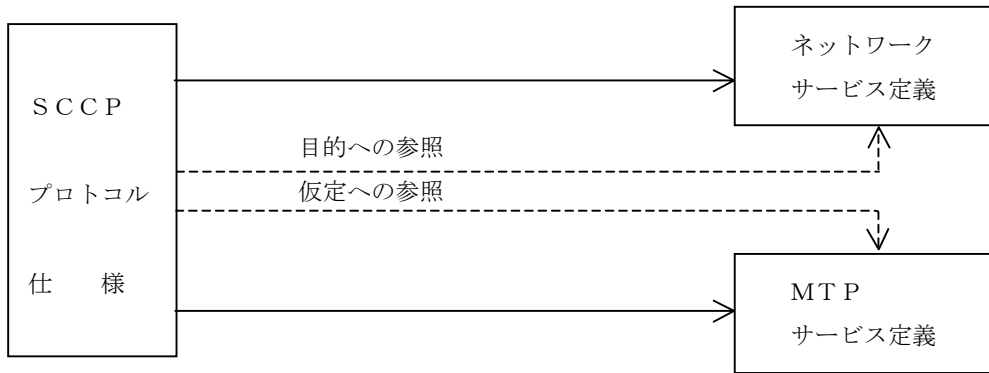 ＳＣＣＰ
プロトコル
仕　　様
目的への参照
仮定への参照
ネットワーク
サービス定義
ＭＴＰ
サービス定義